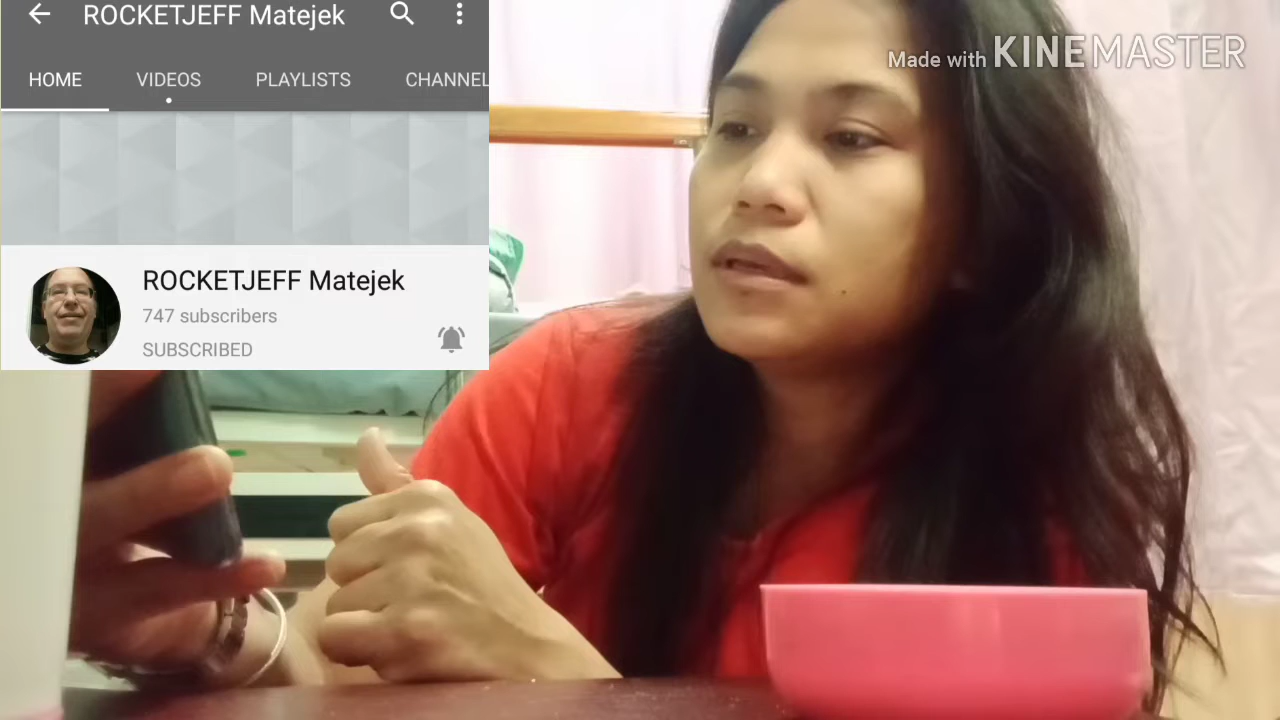 ROCKETJEFF Matejek
HOME VIDEOS PLAYLISTS CHANNEL
ROCKETJEFF Matejek
747 subscribers
SUBSCRIBED
Made with KINEMASTER